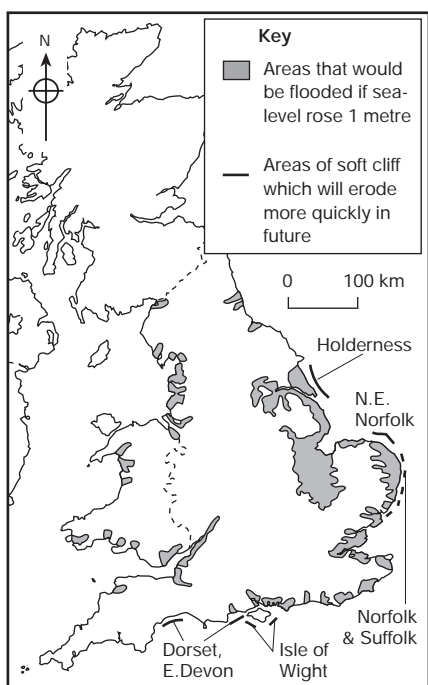 N
Key
Areas that would
be flooded if sea-
level rose 1 metre
Areas of soft cliff
which will erode
more quickly in
future
0 100 km
Holderness
N.E.
Norfolk
Norfolk
& Suffolk
Dorset,
E.Devon
Isle of
Wight